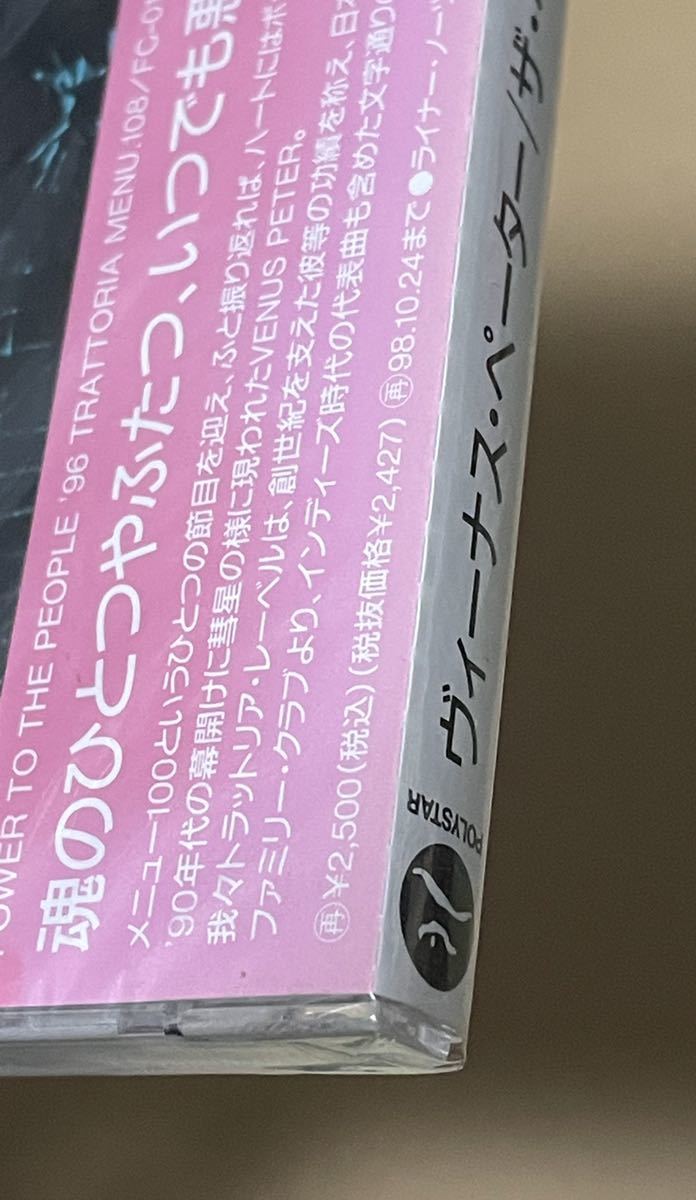 POWER TO THE PEOPLE '96 TRATTORIA MENU.108/FC-01
魂のひとつやふたつ、いつでも悪
メニュー100というひとつの節目を迎え、ふと振り返れば、ハートにはポ
'90年代の幕開けに彗星の様に現われたVENUS PETER。
我々トラットリア・レーベルは、創世紀を支えた彼等の功績を称え、日本
ファミリー・クラブより、インディーズ時代の代表曲も含めた文字通りの
㊢¥2,500(税込)(税抜価格¥2,427)㊢98.10.24まで●ライナー・ノーツ
ヴィーナス・ペーター/ザ・
POLYSTAR